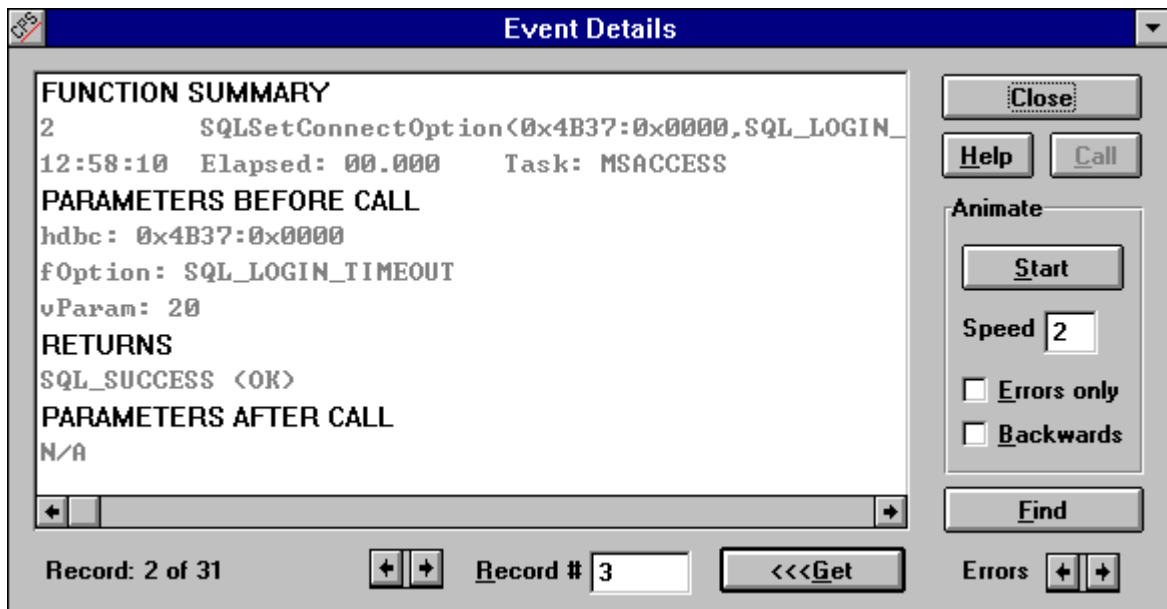 CPS
Event Details
FUNCTION SUMMARY
2 SQLSetConnectOption(0x4B37:0x0000,SQL_LOGIN_
12:58:10 Elapsed: 00.000 Task: MSACCESS
PARAMETERS BEFORE CALL
hdbc: 0x4B37:0x0000
fOption: SQL_LOGIN_TIMEOUT
vParam: 20
RETURNS
SQL_SUCCESS (OK)
PARAMETERS AFTER CALL
N/A
Close
Help Call
Animate
Start
Speed 2
Errors only
Backwards
Find
Record: 2 of 31 Record # 3 <<<Get Errors